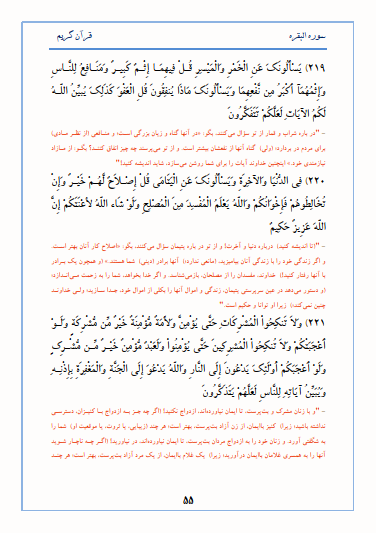 سوره البقره
قرآن کریم
(۲۱۹) يَسْأَلُونَكَ عَنِ الْخَمْرِ وَالْمَيْسِرِ قُلْ فِيهِمَا إِثْمٌ كَبِيرٌ وَمَنَافِعُ لِلنَّاسِ
وَإِثْمُهُمَا أَكْبَرُ مِن نَّفْعِهِمَا وَيَسْأَلُونَكَ مَاذَا يُنفِقُونَ قُلِ الْعَفْوَ كَذَلِكَ يُبيِّنُ اللّهُ
لَكُمُ الآيَاتِ لَعَلَّكُمْ تَتَفَكَّرُونَ
- "در باره شراب و قمار از تو سؤال می‌کنند، بگو: «در آنها گناه و زیان بزرگی است؛ و منافعی (از نظر مادی)
برای مردم در بردارد؛ (ولی) گناه آنها از نفعشان بیشتر است. و از تو می‌پرسند چه چیز انفاق کنند؟ بگو: از مازاد
نیازمندی خود.» اینچنین خداوند آیات را برای شما روشن می‌سازد، شاید اندیشه کنید!"
(۲۲۰) فِي الدُّنْيَا وَالآخِرَةِ وَيَسْأَلُونَكَ عَنِ الْيَتَامَى قُلْ إِصْلاَحٌ لَّهُمْ خَيْرٌ وَإِنْ
تُخَالِطُوهُمْ فَإِخْوَانُكُمْ وَاللّهُ يَعْلَمُ الْمُفْسِدَ مِنَ الْمُصْلِحِ وَلَوْ شَاء اللّهُ لأعْنَتَكُمْ إِنَّ
اللّهَ عَزِيزٌ حَكِيمٌ
- "(تا اندیشه کنید) درباره دنیا و آخرت! و از تو در باره یتیمان سؤال می‌کنند، بگو: «اصلاح کار آنان بهتر است.
و اگر زندگی خود را با زندگی آنان بیامیزید، (مانعی ندارد؛) آنها برادر (دینی) شما هستند.» (و همچون یک برادر
با آنها رفتار کنید!) خداوند، مفسدان را از مصلحان، بازمی‌شناسد. و اگر خدا بخواهد، شما را به زحمت می‌اندازد؛
(و دستور می‌دهد در عین سرپرستی یتیمان، زندگی و اموال آنها را بکلی از اموال خود، جدا سازید؛ ولی خداوند
چنین نمی‌کند؛) زیرا او توانا و حکیم است."
(۲۲۱) وَلاَ تَنكِحُواْ الْمُشْرِكَاتِ حَتَّى يُؤْمِنَّ وَلأَمَةٌ مُّؤْمِنَةٌ خَيْرٌ مِّن مُّشْرِكَةٍ وَلَوْ
أَعْجَبَتْكُمْ وَلاَ تُنكِحُواْ الْمُشِرِكِينَ حَتَّى يُؤْمِنُواْ وَلَعَبْدٌ مُّؤْمِنٌ خَيْرٌ مِّن مُّشْرِكٍ
وَلَوْ أَعْجَبَكُمْ أُوْلَئِكَ يَدْعُونَ إِلَى النَّارِ وَاللّهُ يَدْعُوَ إِلَى الْجَنَّةِ وَالْمَغْفِرَةِ بِإِذْنِهِ
وَيُبَيِّنُ آيَاتِهِ لِلنَّاسِ لَعَلَّهُمْ يَتَذَكَّرُونَ
- "و با زنان مشرک و بت‌پرست، تا ایمان نیاورده‌اند، ازدواج نکنید! (اگر چه جز به ازدواج با کنیزان، دسترسی
نداشته باشید؛ زیرا) کنیز باایمان، از زن آزاد بت‌پرست، بهتر است؛ هر چند (زیبایی، یا ثروت، یا موقعیت او) شما را
به شگفتی آورد. و زنان خود را به ازدواج مردان بت‌پرست، تا ایمان نیاورده‌اند، در نیاورید! (اگر چه ناچار شوید
آنها را به همسری غلامان باایمان درآورید؛ زیرا) یک غلام باایمان، از یک مرد آزاد بت‌پرست، بهتر است؛ هر چند
۵۵